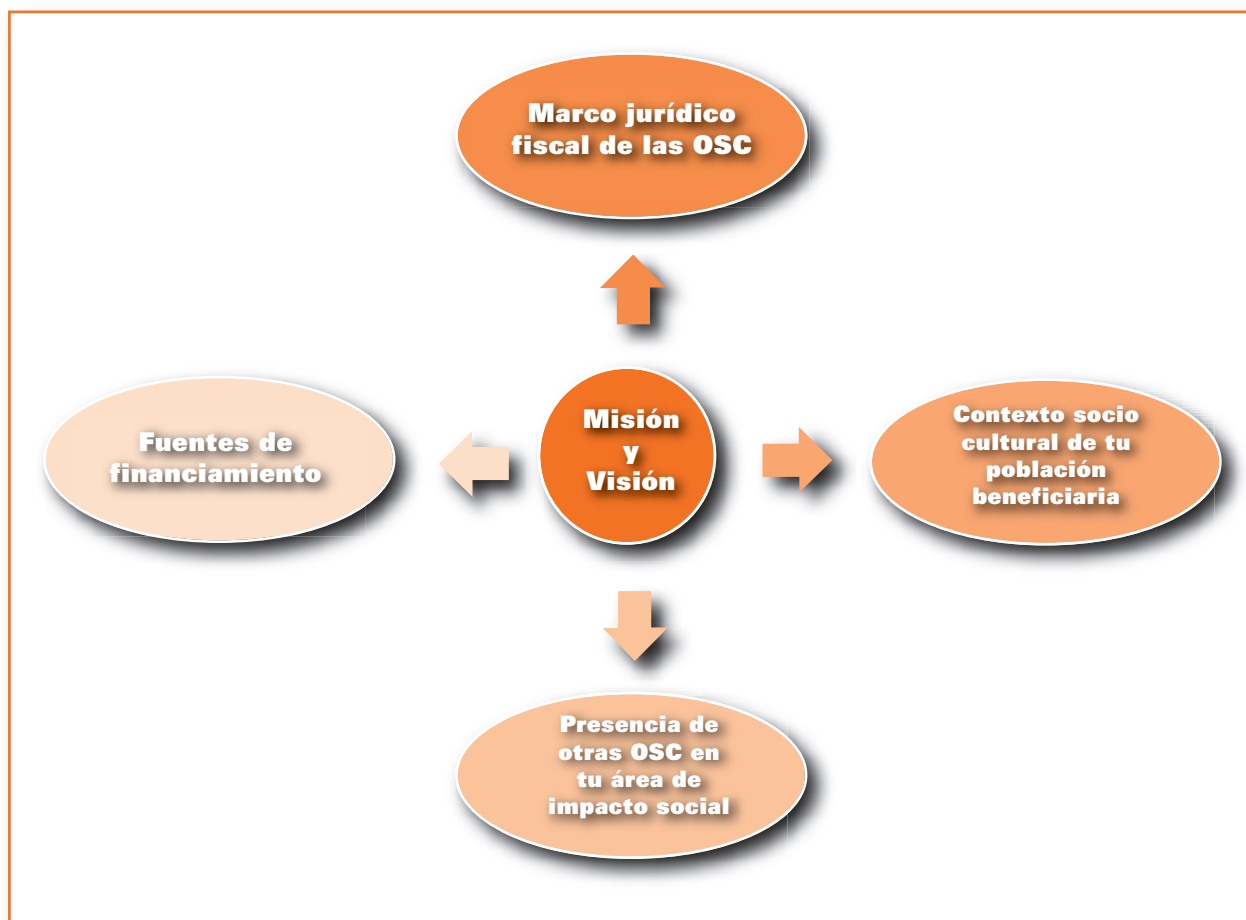 Marco jurídico
fiscal de las OSC
Fuentes de
financiamiento
Misión
y
Visión
Contexto socio
cultural de tu
población
beneficiaria
Presencia de
otras OSC en
tu área de
impacto social